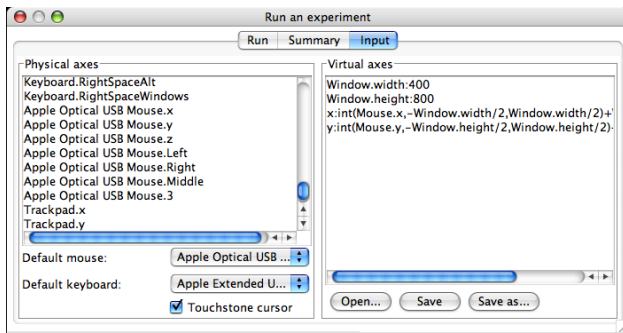 Run an experiment
Run Summary Input
Physical axes
Keyboard.RightSpaceAlt
Keyboard.RightSpaceWindows
Apple Optical USB Mouse.x
Apple Optical USB Mouse.y
Apple Optical USB Mouse.z
Apple Optical USB Mouse.Left
Apple Optical USB Mouse.Right
Apple Optical USB Mouse.Middle
Apple Optical USB Mouse.3
Trackpad.x
Trackpad.y
Default mouse: Apple Optical USB ...
Default keyboard: Apple Extended U...
Touchstone cursor
Virtual axes
Window.width:400
Window.height:800
x:int(Mouse.x,-Window.width/2,Window.width/2)+
y:int(Mouse.y,-Window.height/2,Window.height/2)-
Open... Save Save as...